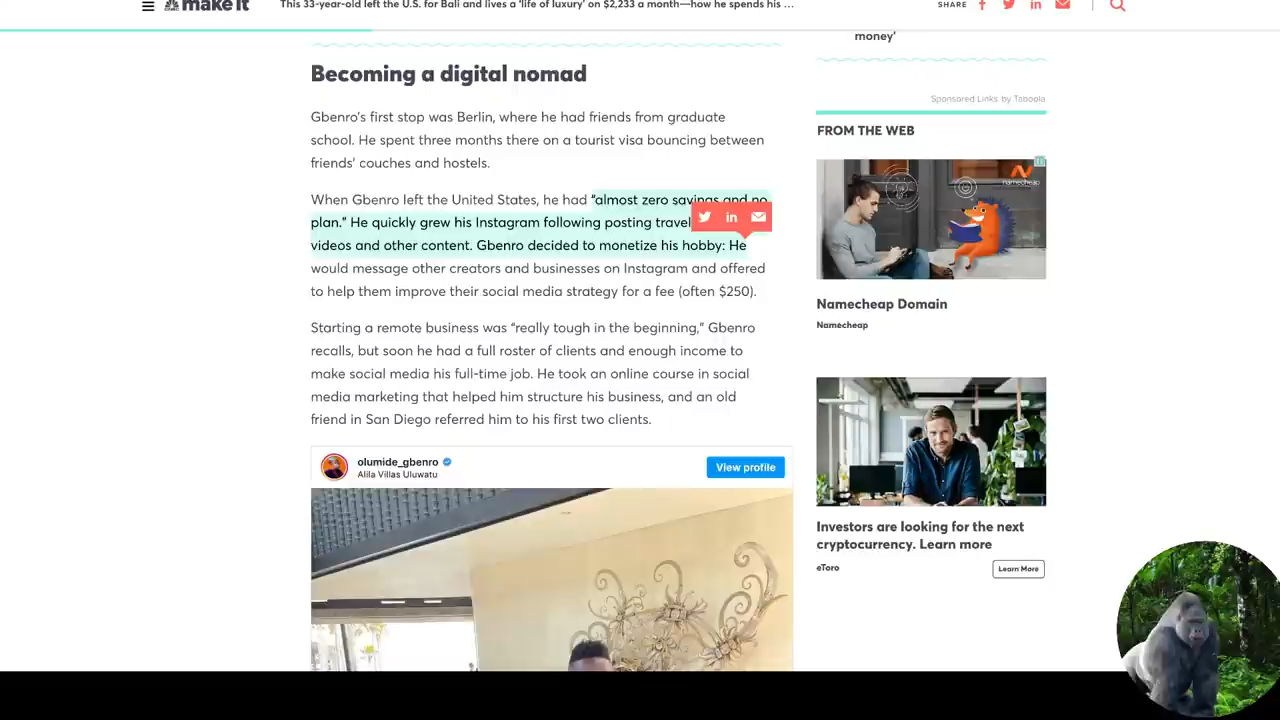 make it
This 33-year-old left the U.S. for Bali and lives a 'life of luxury' on $2,233 a month—how he spends his ...
SHARE
money'
Becoming a digital nomad
Gbenro's first stop was Berlin, where he had friends from graduate
school. He spent three months there on a tourist visa bouncing between
friends' couches and hostels.
When Gbenro left the United States, he had "almost zero savings and no
plan." He quickly grew his Instagram following posting travel
videos and other content. Gbenro decided to monetize his hobby: He
would message other creators and businesses on Instagram and offered
to help them improve their social media strategy for a fee (often $250).
Starting a remote business was "really tough in the beginning," Gbenro
recalls, but soon he had a full roster of clients and enough income to
make social media his full-time job. He took an online course in social
media marketing that helped him structure his business, and an old
friend in San Diego referred him to his first two clients.
olumide_gbenro
Alila Villas Uluwatu
View profile
Sponsored Links by Taboola
FROM THE WEB
namecheap
Namecheap Domain
Namecheap
Investors are looking for the next
cryptocurrency. Learn more
eToro
Learn More